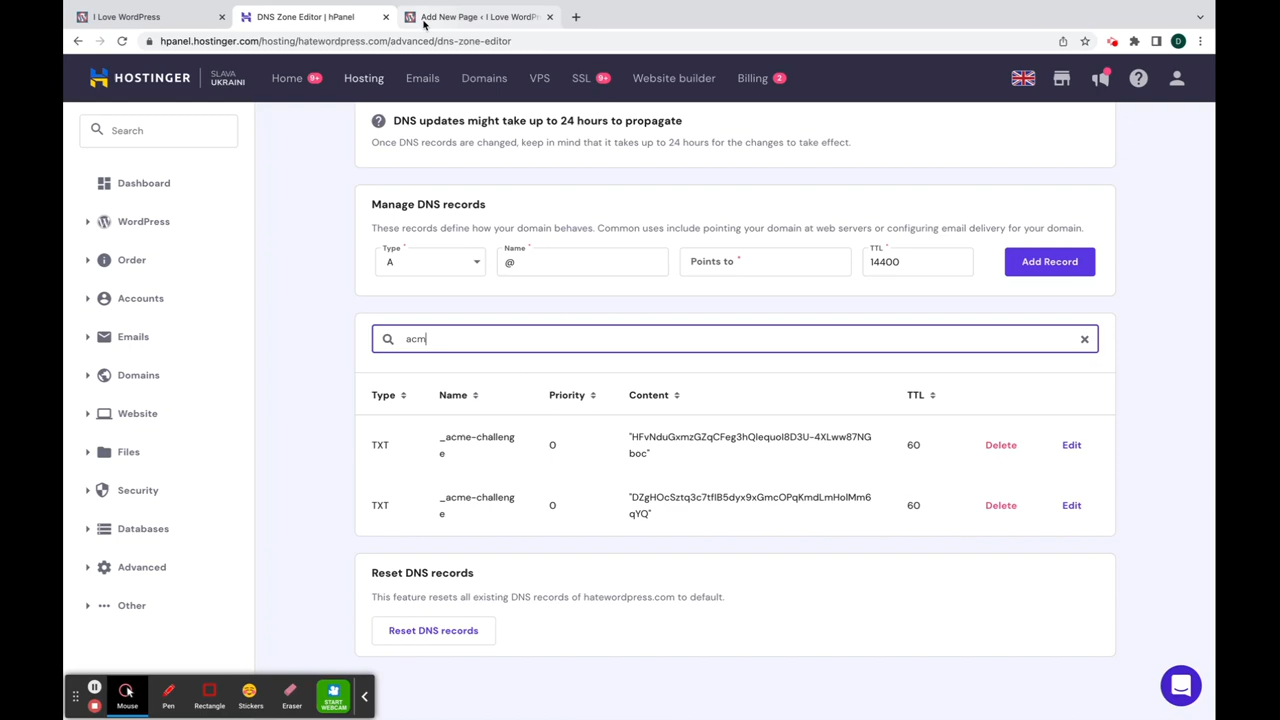 I Love WordPress
DNS Zone Editor | hPanel
Add New Page ‹ I Love WordPr
hpanel.hostinger.com/hosting/hatewordpress.com/advanced/dns-zone-editor
D
HOSTINGER
SLAVA
UKRAINI
Home 9+
Hosting
Emails
Domains
VPS
SSL 9+
Website builder
Billing 2
Search
Dashboard
WordPress
Order
Accounts
Emails
Domains
Website
Files
Security
Databases
Advanced
Other
DNS updates might take up to 24 hours to propagate
Once DNS records are changed, keep in mind that it takes up to 24 hours for the changes to take effect.
Manage DNS records
These records define how your domain behaves. Common uses include pointing your domain at web servers or configuring email delivery for your domain.
Type * Name * TTL *
A @ Points to * 14400 Add Record
acm
Type Name Priority Content TTL
TXT _acme-challeng
e 0 "HFvNduGxmzGZqCFeg3hQIequoI8D3U-4XLww87NG
boc" 60 Delete Edit
TXT _acme-challeng
e 0 "DZgHOcSztq3c7tfIB5dyx9xGmcOPqKmdLmHoIMm6
qYQ" 60 Delete Edit
Reset DNS records
This feature resets all existing DNS records of hatewordpress.com to default.
Reset DNS records
Mouse Pen Rectangle Stickers Eraser START
WEBCAM